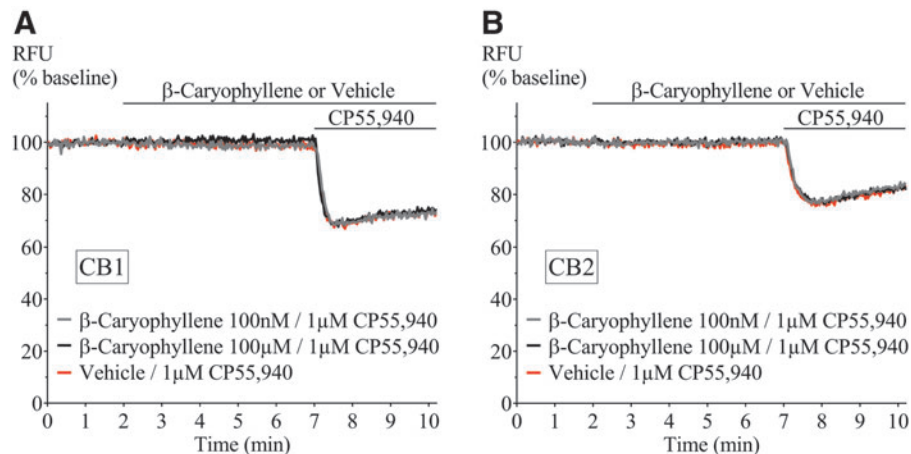 A
RFU
(% baseline)
β-Caryophyllene or Vehicle
CP55,940
100
80
60
40
20
0
CB1
β-Caryophyllene 100nM / 1µM CP55,940
β-Caryophyllene 100µM / 1µM CP55,940
Vehicle / 1µM CP55,940
0 1 2 3 4 5 6 7 8 9 10
Time (min)
B
RFU
(% baseline)
β-Caryophyllene or Vehicle
CP55,940
100
80
60
40
20
0
CB2
β-Caryophyllene 100nM / 1µM CP55,940
β-Caryophyllene 100µM / 1µM CP55,940
Vehicle / 1µM CP55,940
0 1 2 3 4 5 6 7 8 9 10
Time (min)